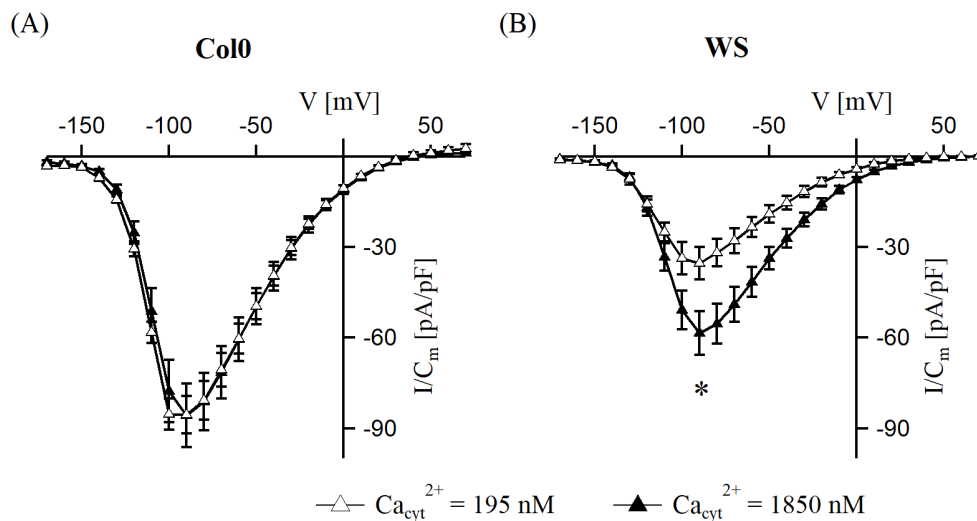 (A)
Col0
V [mV]
-150 -100 -50 50
-30
-60
-90
I/Cm [pA/pF]
(B)
WS
V [mV]
-150 -100 -50 50
-30
-60
-90
I/Cm [pA/pF]
*
Cacyt2+ = 195 nM
Cacyt2+ = 1850 nM